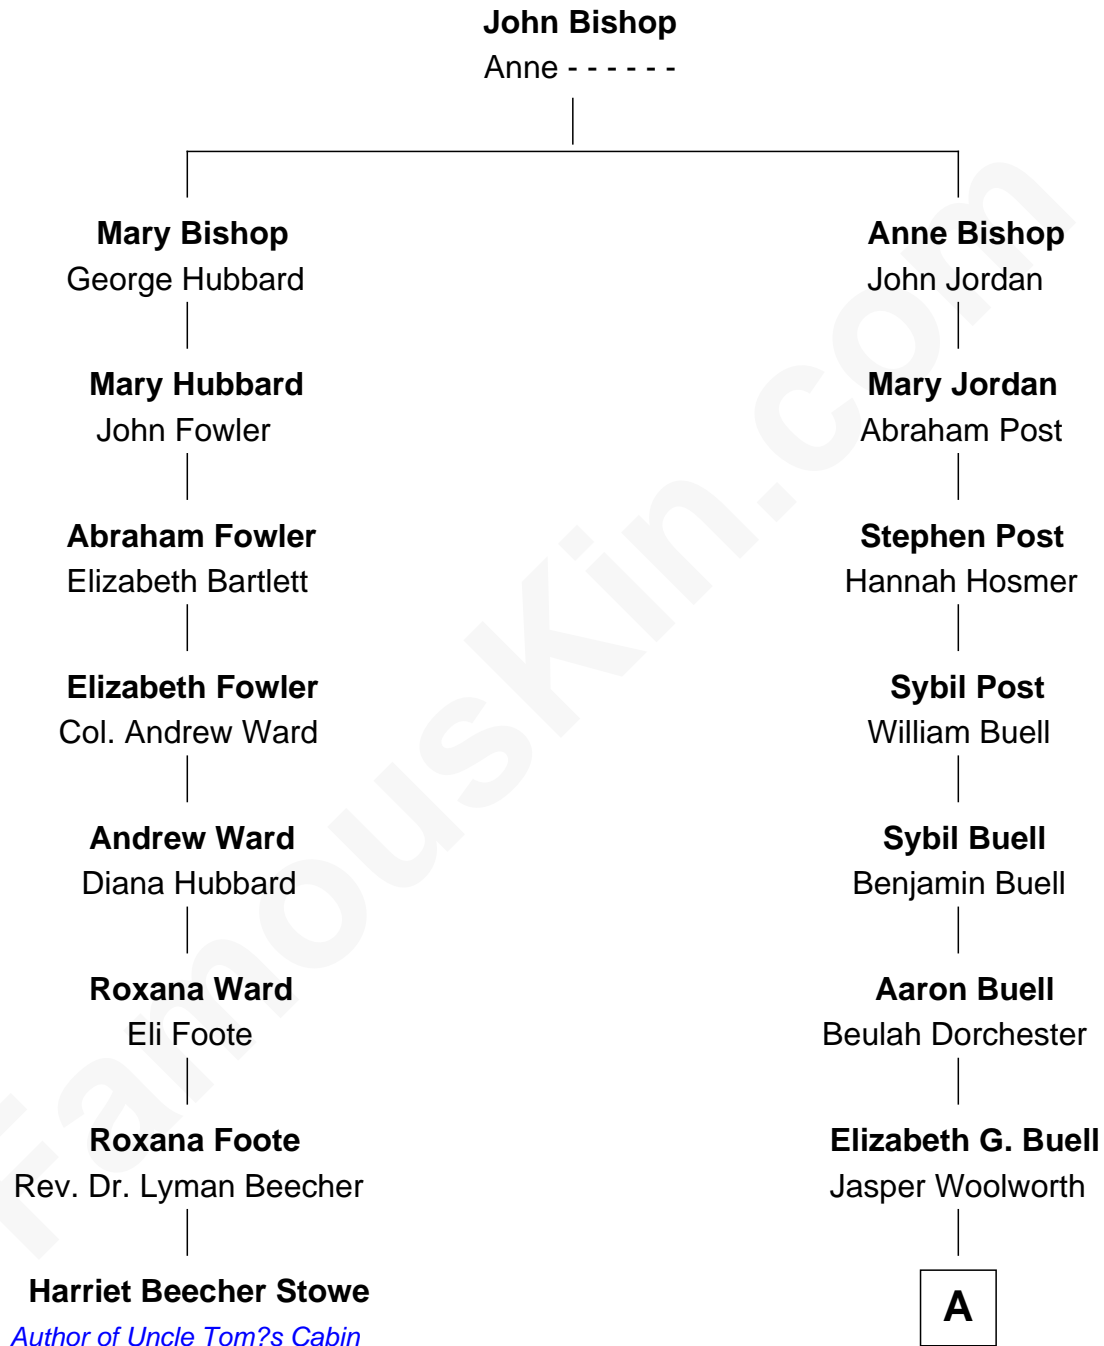 John Bishop
Anne - - - - - -
Mary Bishop
George Hubbard
Mary Hubbard
John Fowler
Abraham Fowler
Elizabeth Bartlett
Elizabeth Fowler
Col. Andrew Ward
Andrew Ward
Diana Hubbard
Roxana Ward
Eli Foote
Roxana Foote
Rev. Dr. Lyman Beecher
Harriet Beecher Stowe
Author of Uncle Tom?s Cabin
Anne Bishop
John Jordan
Mary Jordan
Abraham Post
Stephen Post
Hannah Hosmer
Sybil Post
William Buell
Sybil Buell
Benjamin Buell
Aaron Buell
Beulah Dorchester
Elizabeth G. Buell
Jasper Woolworth
A
FamousKin.com